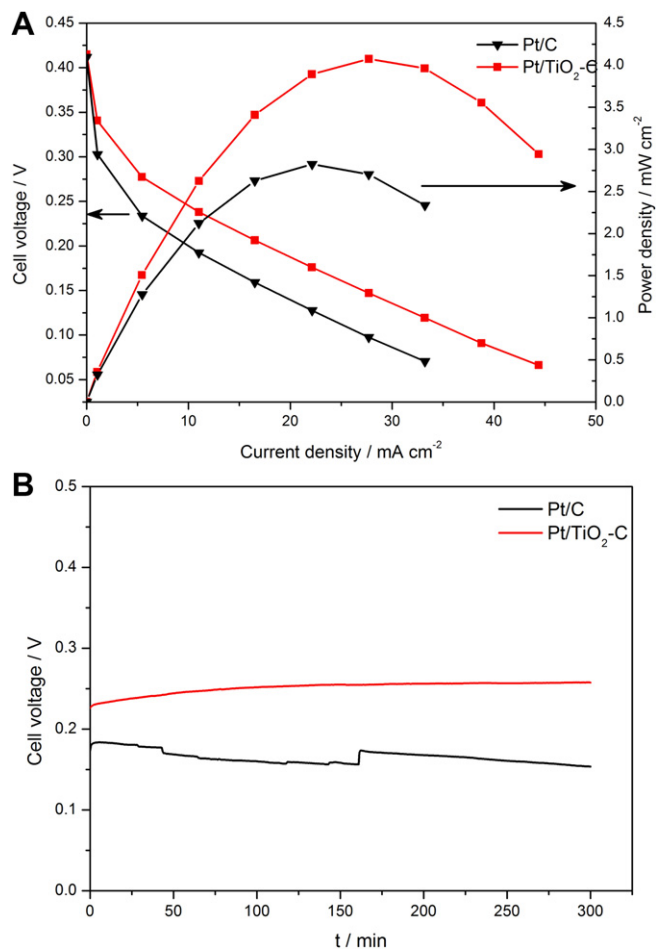 A
Pt/C
Pt/TiO₂-C
0.45
0.40
0.35
0.30
0.25
0.20
0.15
0.10
0.05
Cell voltage / V
4.5
4.0
3.5
3.0
2.5
2.0
1.5
1.0
0.5
0.0
Power density / mW cm⁻²
0 10 20 30 40 50
Current density / mA cm⁻²
B
Pt/C
Pt/TiO₂-C
0.5
0.4
0.3
0.2
0.1
0.0
Cell voltage / V
0 50 100 150 200 250 300
t / min